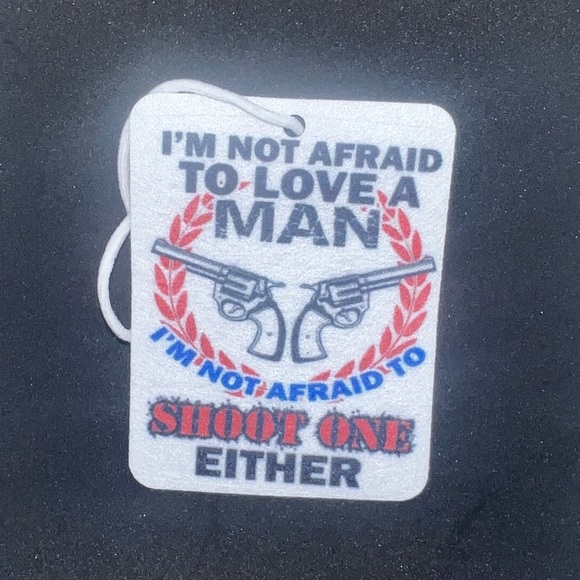 I'M NOT AFRAID
TO LOVE A
MAN
I'M NOT AFRAID TO
SHOOT ONE
EITHER